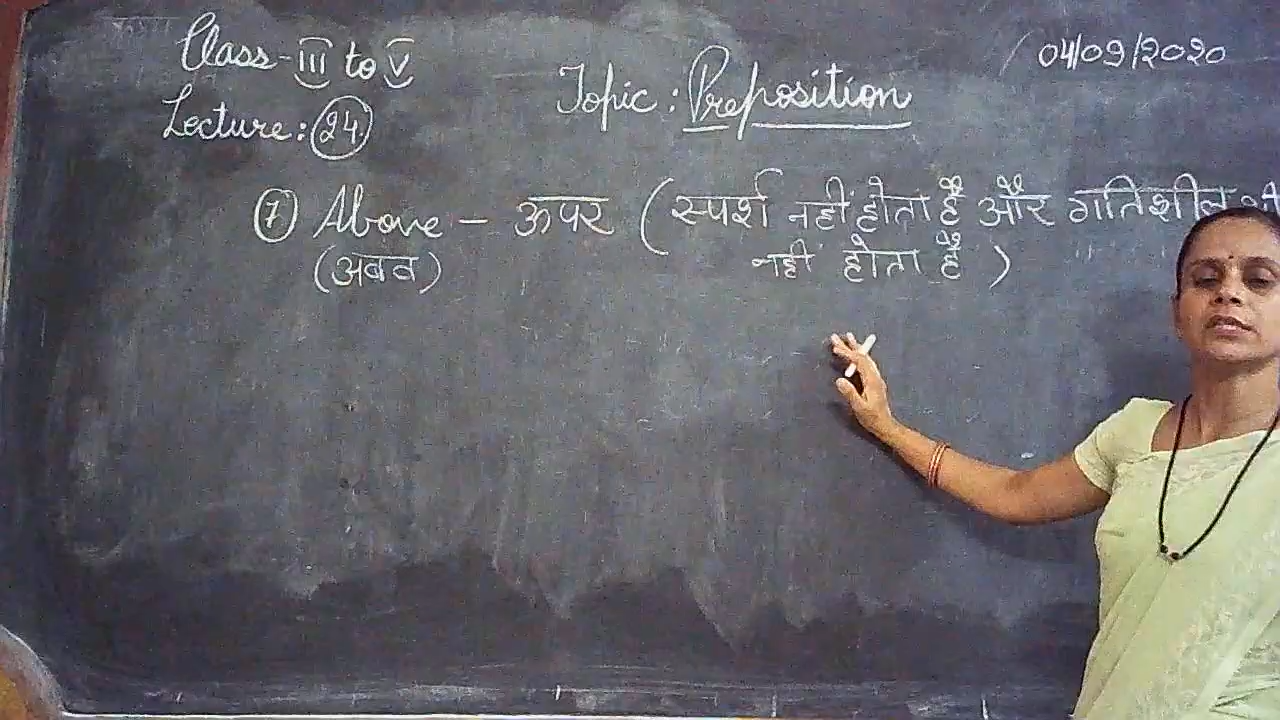 Class - III to V
Topic : Preposition
04/09/2020
Lecture : 24.
7 Above - ऊपर (स्पर्श नहीं होता है और गतिशील
(अबव) नहीं होता है )